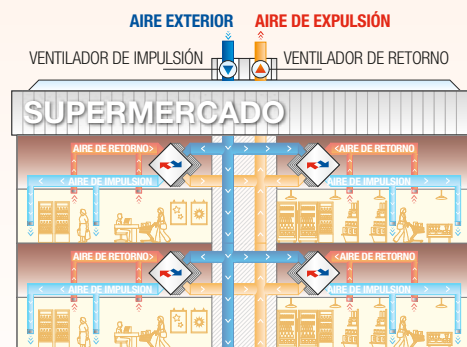 AIRE EXTERIOR AIRE DE EXPULSIÓN
VENTILADOR DE IMPULSIÓN VENTILADOR DE RETORNO
SUPERMERCADO
AIRE DE RETORNO> <AIRE DE RETORNO
< AIRE DE IMPULSION AIRE DE IMPULSION >
AIRE DE RETORNO> <AIRE DE RETORNO
< AIRE DE IMPULSION AIRE DE IMPULSION >